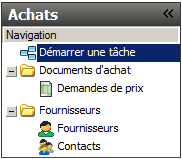 Achats
Navigation
Démarrer une tâche
Documents d'achat
Demandes de prix
Fournisseurs
Fournisseurs
Contacts